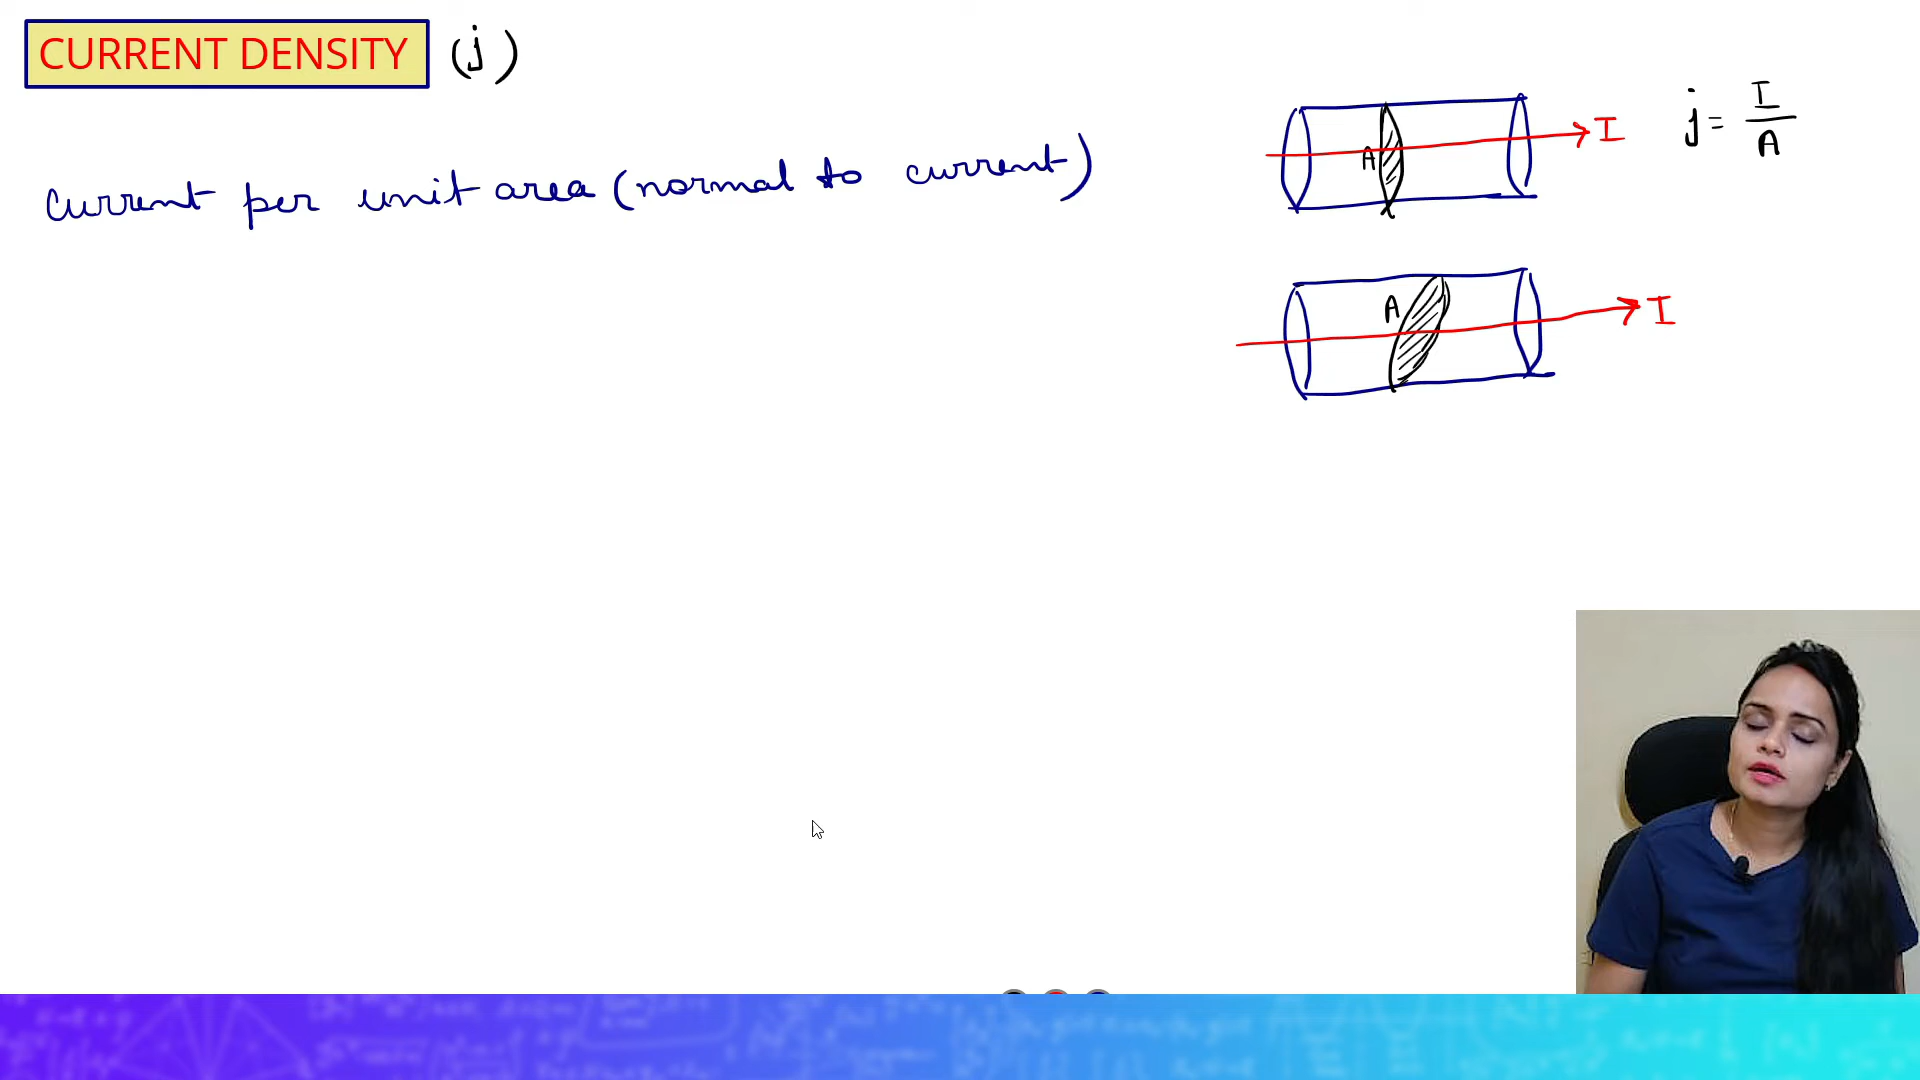 CURRENT DENSITY (j)
Current per unit area (normal to current)
A
I
j = I/A
A
I